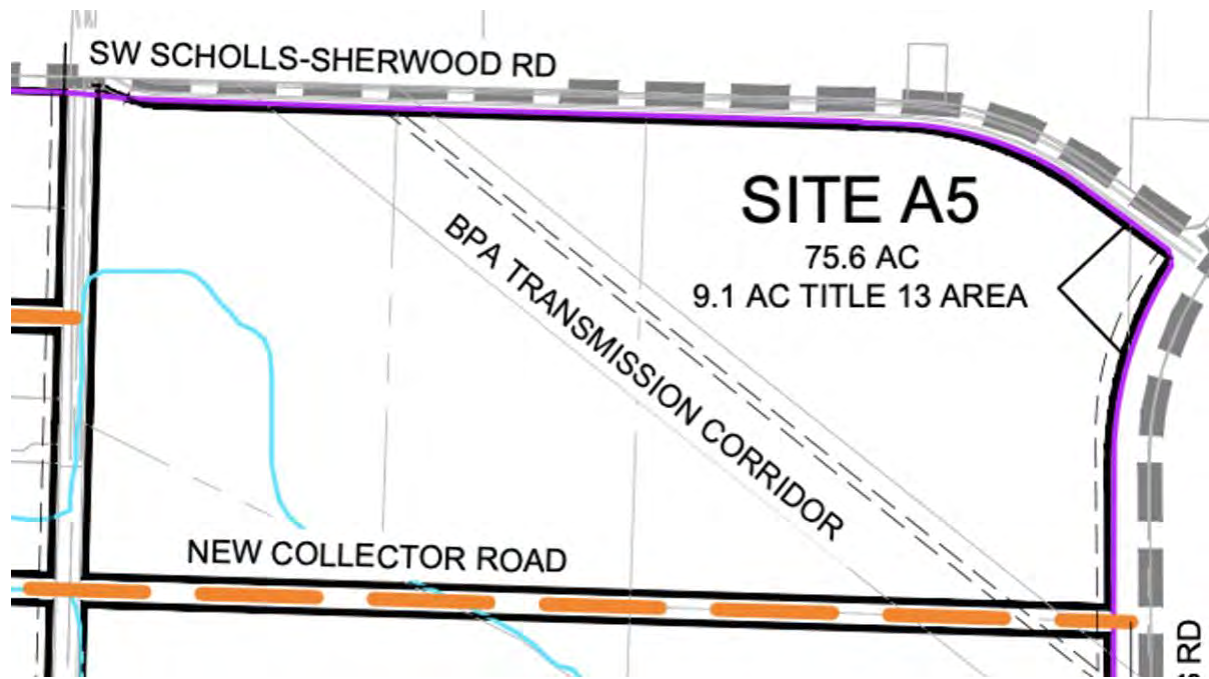 SW SCHOLLS-SHERWOOD RD
SITE A5
75.6 AC
9.1 AC TITLE 13 AREA
BPA TRANSMISSION CORRIDOR
NEW COLLECTOR ROAD
RD